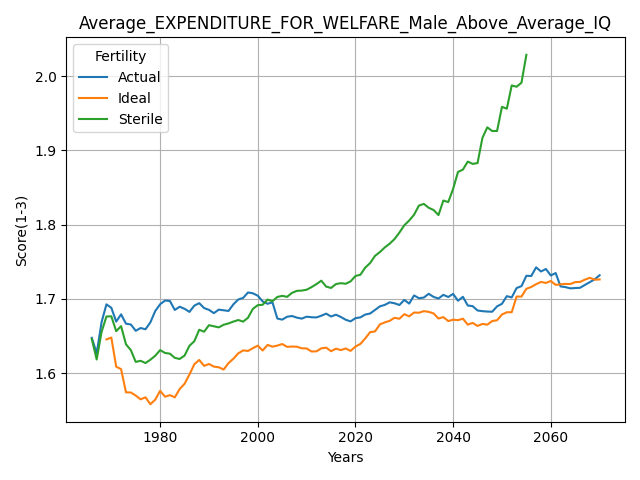 Average_EXPENDITURE_FOR_WELFARE_Male_Above_Average_IQ
Fertility
Actual
Ideal
Sterile
Score(1-3)
2.0
1.9
1.8
1.7
1.6
1980
2000
2020
2040
2060
Years